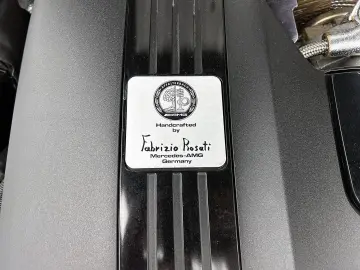 Handcrafted
by
Fabrizio Rosati
Mercedes-AMG
Germany